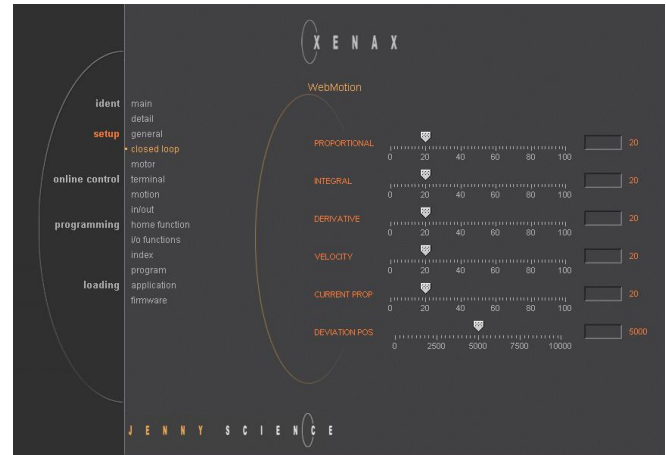 XENAX
WebMotion
ident main
detail
setup general
• closed loop
motor
online control terminal
motion
in/out
programming home function
i/o functions
index
program
loading application
firmware
PROPORTIONAL 20
0 20 40 60 80 100
INTEGRAL 20
0 20 40 60 80 100
DERIVATIVE 20
0 20 40 60 80 100
VELOCITY 20
0 20 40 60 80 100
CURRENT PROP 20
0 20 40 60 80 100
DEVIATION POS 5000
0 2500 5000 7500 10000
JENNY SCIENCE